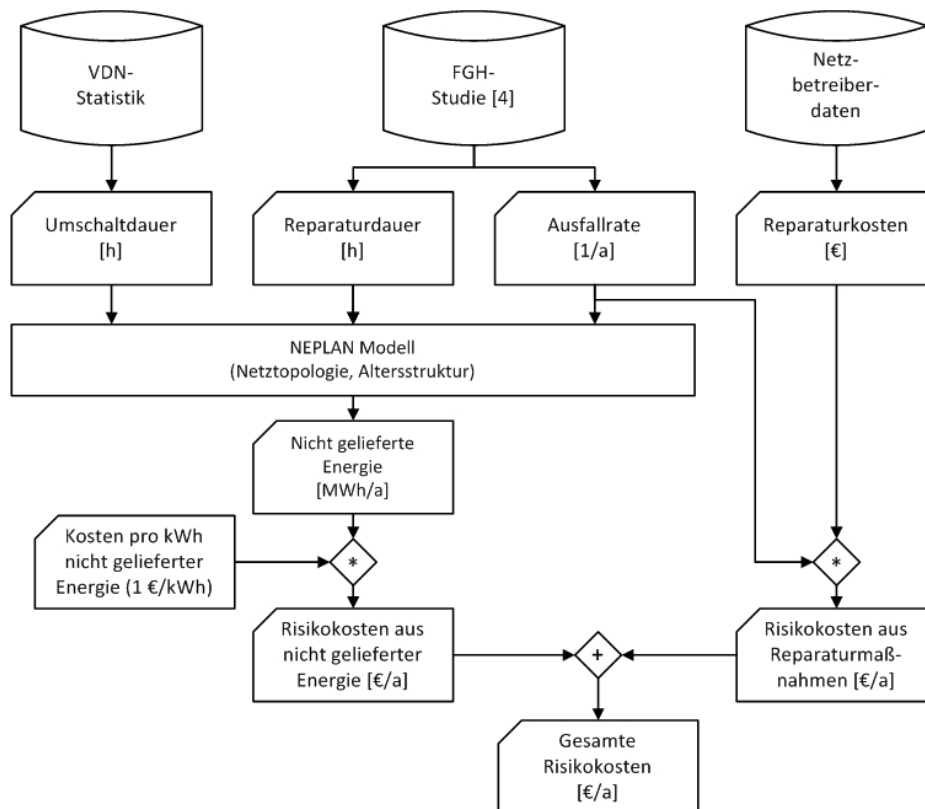 VDN-
Statistik
FGH-
Studie [4]
Netz-
betreiber-
daten
Umschaltdauer
[h]
Reparaturdauer
[h]
Ausfallrate
[1/a]
Reparaturkosten
[€]
NEPLAN Modell
(Netztopologie, Altersstruktur)
Nicht gelieferte
Energie
[MWh/a]
Kosten pro kWh
nicht gelieferter
Energie (1 €/kWh)
*
*
Risikokosten aus
nicht gelieferter
Energie [€/a]
+
Risikokosten aus
Reparaturmaß-
nahmen [€/a]
Gesamte
Risikokosten
[€/a]